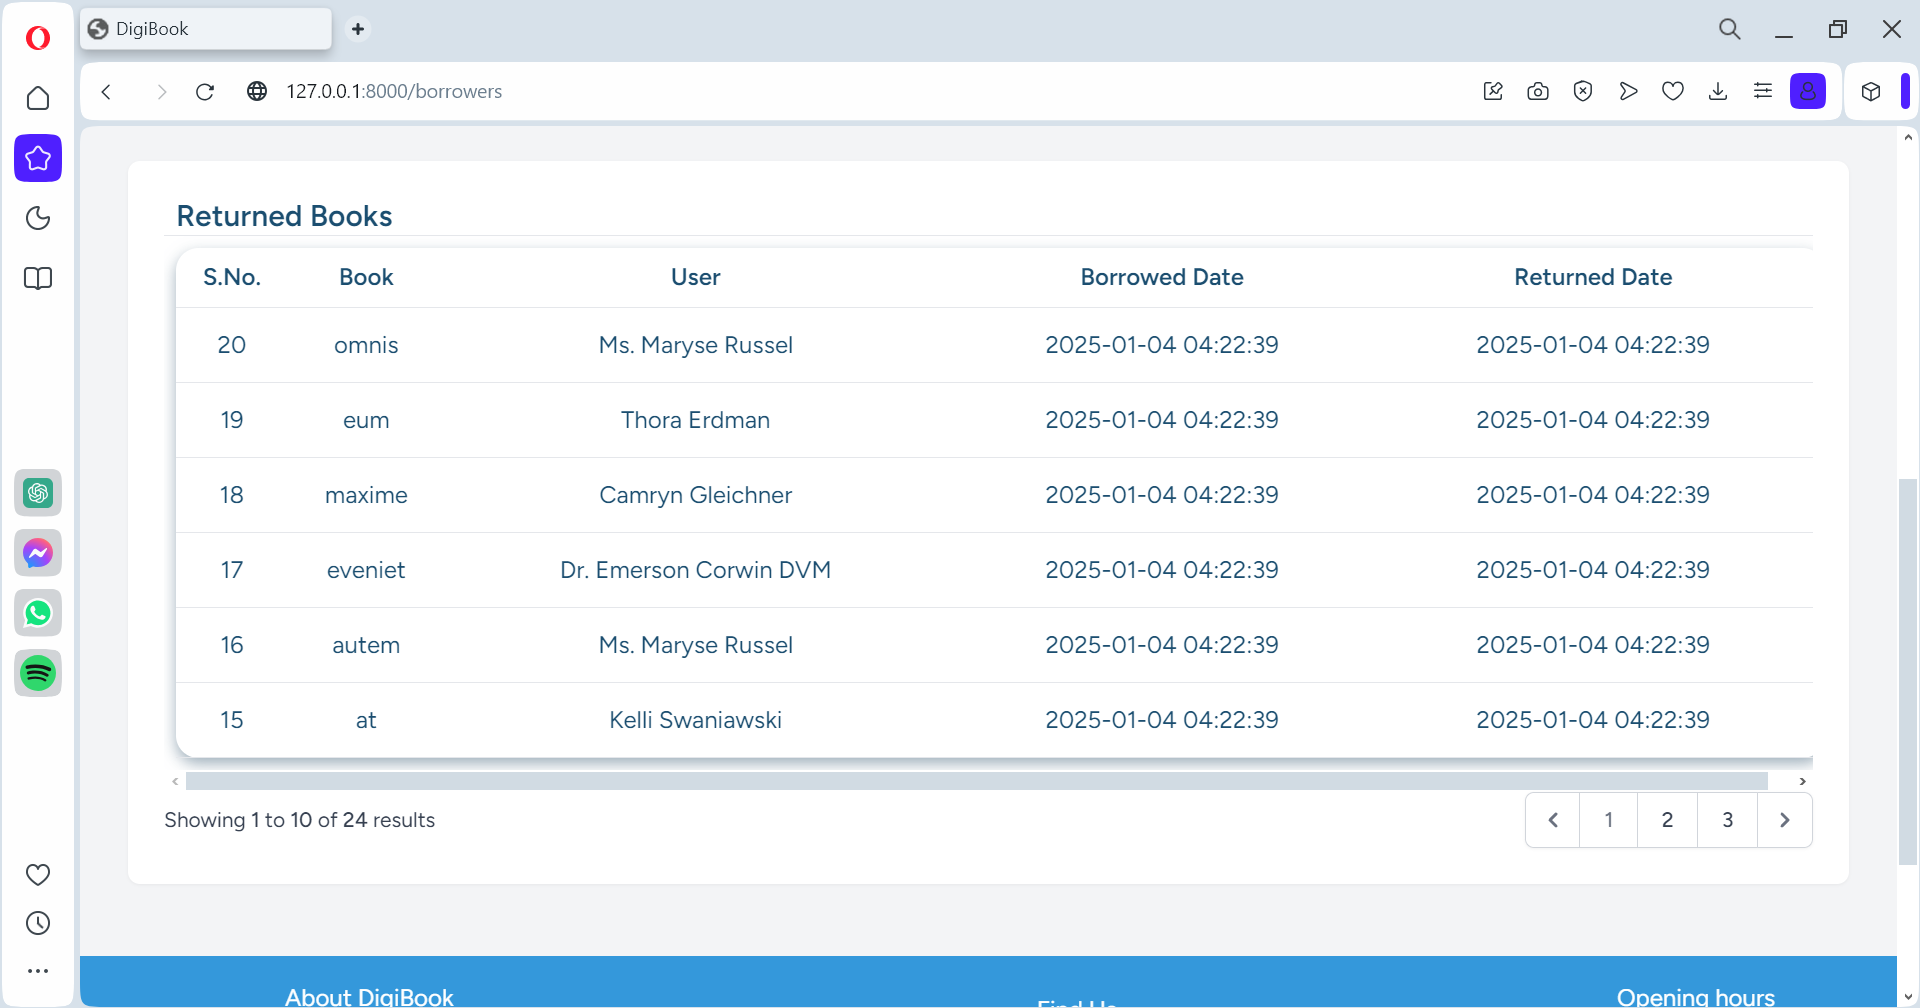 DigiBook
127.0.0.1:8000/borrowers
Returned Books
S.No. Book User Borrowed Date Returned Date
20 omnis Ms. Maryse Russel 2025-01-04 04:22:39 2025-01-04 04:22:39
19 eum Thora Erdman 2025-01-04 04:22:39 2025-01-04 04:22:39
18 maxime Camryn Gleichner 2025-01-04 04:22:39 2025-01-04 04:22:39
17 eveniet Dr. Emerson Corwin DVM 2025-01-04 04:22:39 2025-01-04 04:22:39
16 autem Ms. Maryse Russel 2025-01-04 04:22:39 2025-01-04 04:22:39
15 at Kelli Swaniawski 2025-01-04 04:22:39 2025-01-04 04:22:39
Showing 1 to 10 of 24 results
1 2 3
About DigiBook Find Us Opening hours